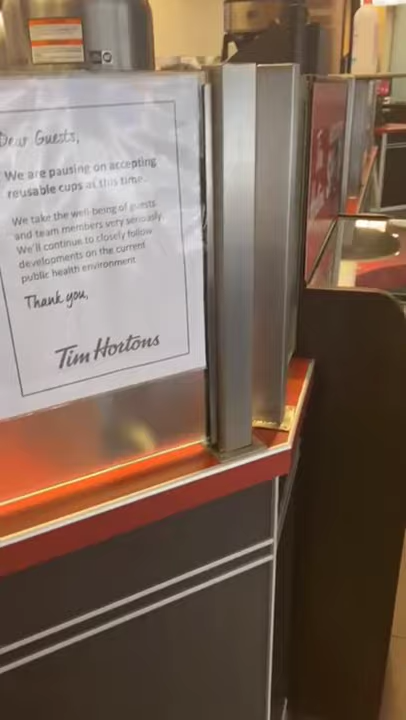 Dear Guests,
We are pausing on accepting
reusable cups at this time.
We take the well-being of guests
and team members very seriously.
We'll continue to closely follow
developments on the current
public health environment
Thank you,
Tim Hortons